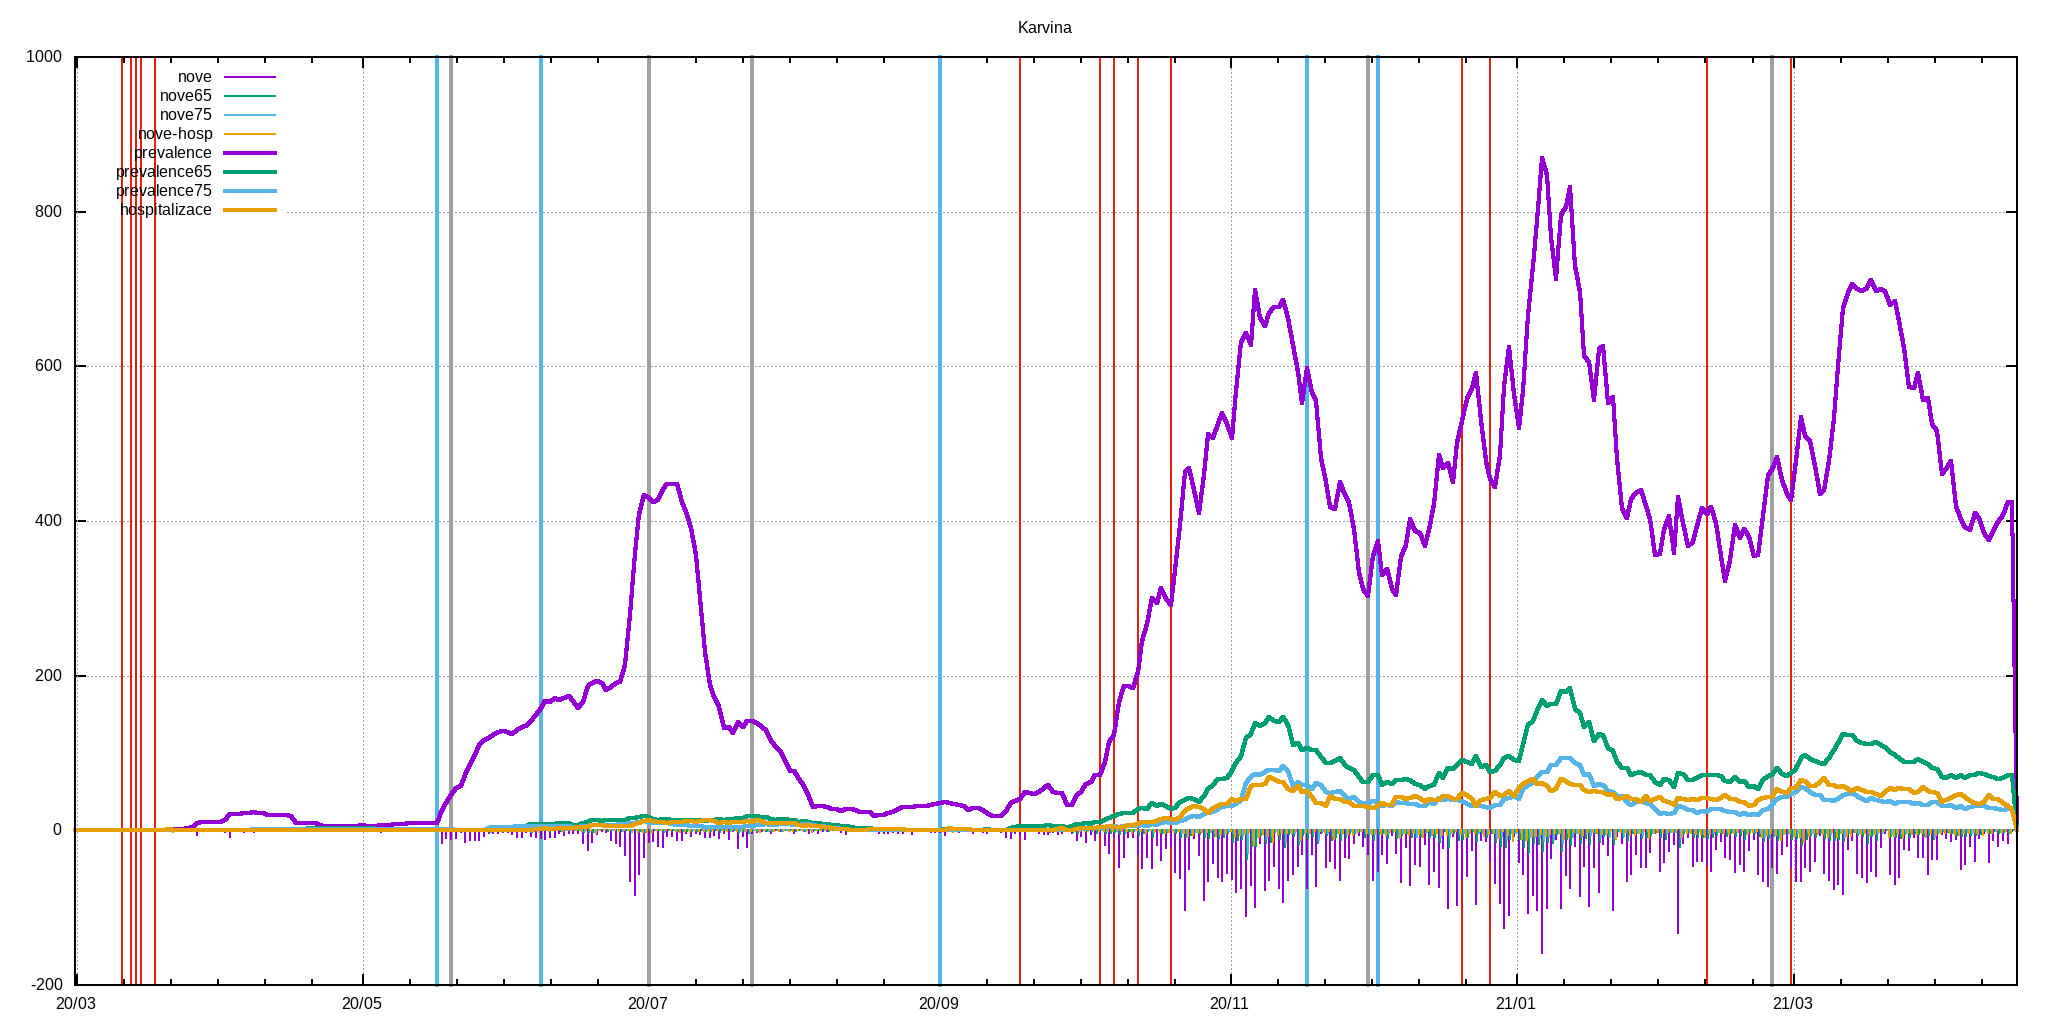 Karvina
1000
800
600
400
200
0
-200
nove
nove65
nove75
nove-hosp
prevalence
prevalence65
prevalence75
hospitalizace
20/03 20/05 20/07 20/09 20/11 21/01 21/03